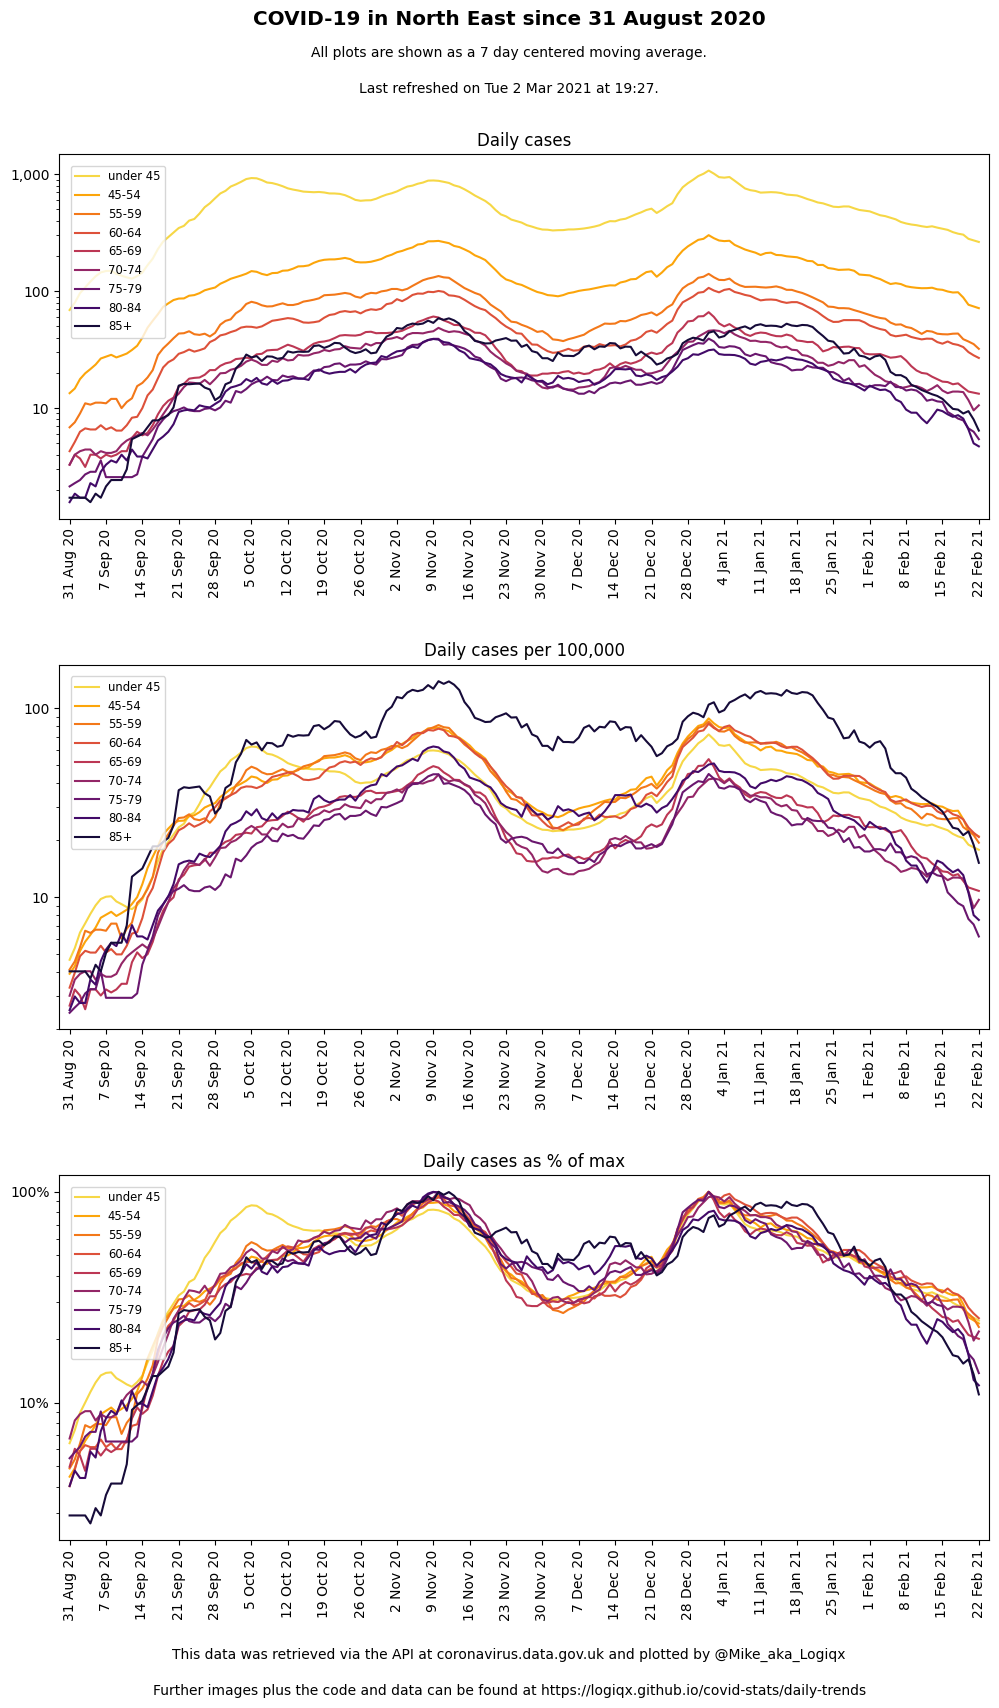 COVID-19 in North East since 31 August 2020
All plots are shown as a 7 day centered moving average.
Last refreshed on Tue 2 Mar 2021 at 19:27.
Daily cases
1,000
100
10
under 45
45-54
55-59
60-64
65-69
70-74
75-79
80-84
85+
31 Aug 20
7 Sep 20
14 Sep 20
21 Sep 20
28 Sep 20
5 Oct 20
12 Oct 20
19 Oct 20
26 Oct 20
2 Nov 20
9 Nov 20
16 Nov 20
23 Nov 20
30 Nov 20
7 Dec 20
14 Dec 20
21 Dec 20
28 Dec 20
4 Jan 21
11 Jan 21
18 Jan 21
25 Jan 21
1 Feb 21
8 Feb 21
15 Feb 21
22 Feb 21
Daily cases per 100,000
100
10
under 45
45-54
55-59
60-64
65-69
70-74
75-79
80-84
85+
31 Aug 20
7 Sep 20
14 Sep 20
21 Sep 20
28 Sep 20
5 Oct 20
12 Oct 20
19 Oct 20
26 Oct 20
2 Nov 20
9 Nov 20
16 Nov 20
23 Nov 20
30 Nov 20
7 Dec 20
14 Dec 20
21 Dec 20
28 Dec 20
4 Jan 21
11 Jan 21
18 Jan 21
25 Jan 21
1 Feb 21
8 Feb 21
15 Feb 21
22 Feb 21
Daily cases as % of max
100%
10%
under 45
45-54
55-59
60-64
65-69
70-74
75-79
80-84
85+
31 Aug 20
7 Sep 20
14 Sep 20
21 Sep 20
28 Sep 20
5 Oct 20
12 Oct 20
19 Oct 20
26 Oct 20
2 Nov 20
9 Nov 20
16 Nov 20
23 Nov 20
30 Nov 20
7 Dec 20
14 Dec 20
21 Dec 20
28 Dec 20
4 Jan 21
11 Jan 21
18 Jan 21
25 Jan 21
1 Feb 21
8 Feb 21
15 Feb 21
22 Feb 21
This data was retrieved via the API at coronavirus.data.gov.uk and plotted by @Mike_aka_Logiqx
Further images plus the code and data can be found at https://logiqx.github.io/covid-stats/daily-trends